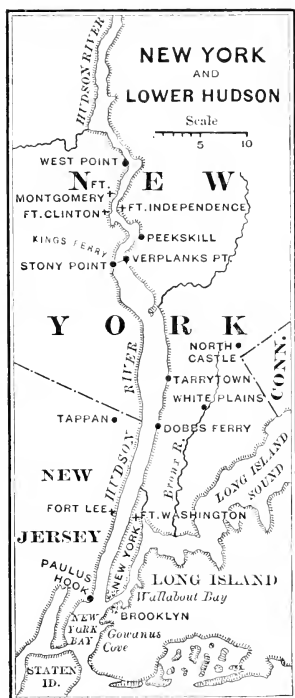 NEW YORK
AND
LOWER HUDSON
Scale
5 10
HUDSON RIVER
WEST POINT
NEW
FT.
MONTGOMERY
FT. CLINTON
FT. INDEPENDENCE
KINGS FERRY
PEEKSKILL
STONY POINT
VERPLANKS PT.
YORK
NORTH
CASTLE
CONN.
TARRYTOWN
WHITE PLAINS
TAPPAN
DOBBS FERRY
HUDSON RIVER
Bronx R.
LONG ISLAND
SOUND
NEW
JERSEY
FORT LEE
FT. WASHINGTON
NEW YORK
PAULUS
HOOK
LONG ISLAND
Wallabout Bay
BROOKLYN
NEW
YORK
BAY
Gowanus
Cove
STATEN
ID.